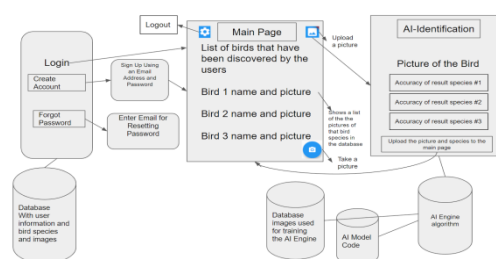 Logout
Main Page
Upload
a picture
AI-Identification
Login
Create
Account
Forgot
Password
Sign Up Using
an Email
Address and
Password
Enter Email for
Resetting
Password
List of birds that have
been discovered by the
users
Bird 1 name and picture
Bird 2 name and picture
Bird 3 name and picture
Shows a list
of the the
pictures of
that bird
species in
the database
Take a
picture
Picture of the Bird
Accuracy of result species #1
Accuracy of result species #2
Accuracy of result species #3
Upload the picture and species to the
main page
Database
With user
information and
bird species
and images
Database
images used
for training
the AI Engine
AI Model
Code
AI Engine
algorithm